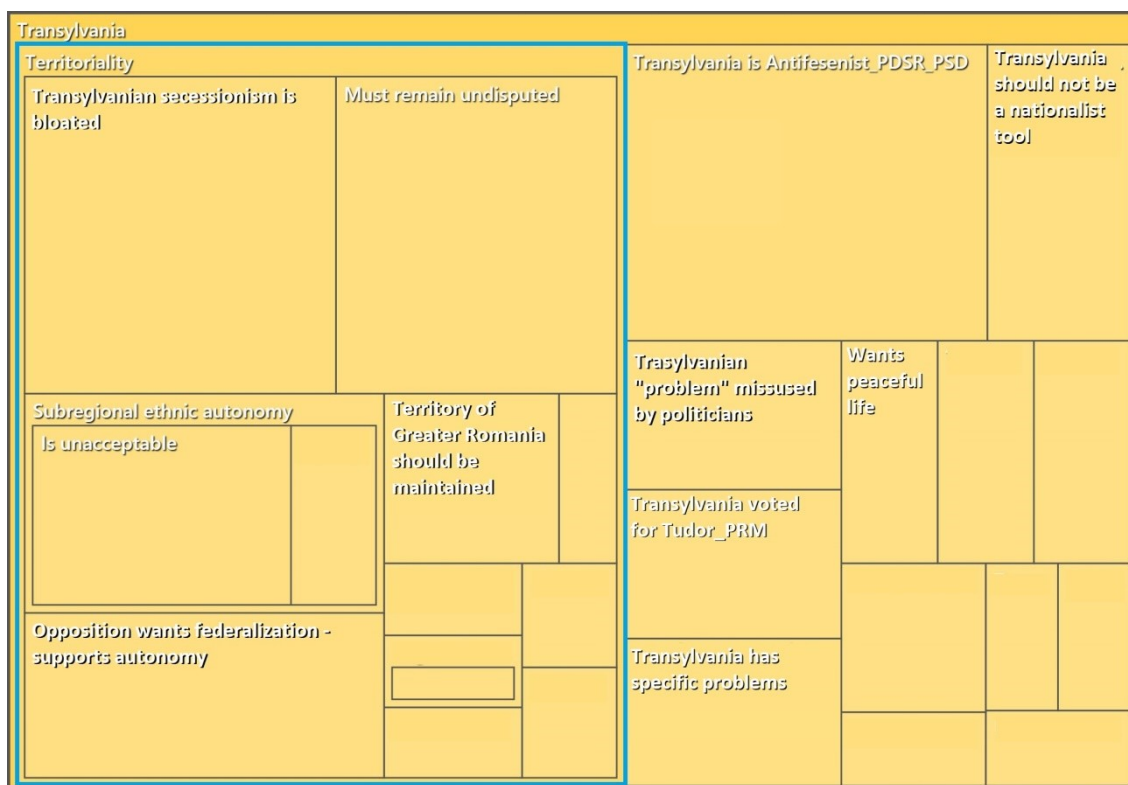 Transylvania
Territoriality
Transylvanian secessionism is
bloated
Must remain undisputed
Subregional ethnic autonomy
Is unacceptable
Territory of
Greater Romania
should be
maintained
Opposition wants federalization -
supports autonomy
Transylvania is Antifesenist_PDSR_PSD
Transylvania
should not be
a nationalist
tool
Trasylvanian
"problem" missused
by politicians
Wants
peaceful
life
Transylvania voted
for Tudor_PRM
Transylvania has
specific problems